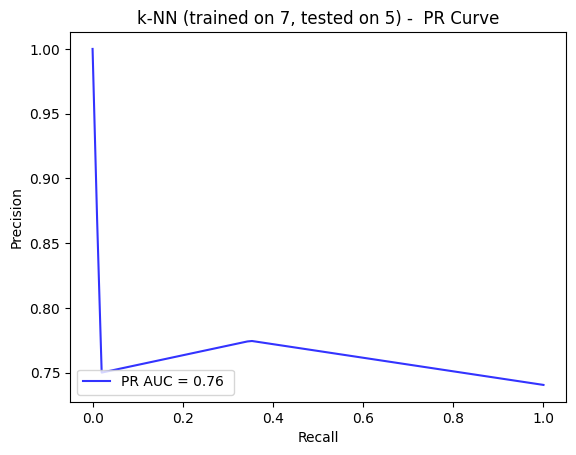 k-NN (trained on 7, tested on 5) -  PR Curve
1.00
0.95
0.90
0.85
0.80
0.75
Precision
PR AUC = 0.76
0.0 0.2 0.4 0.6 0.8 1.0
Recall